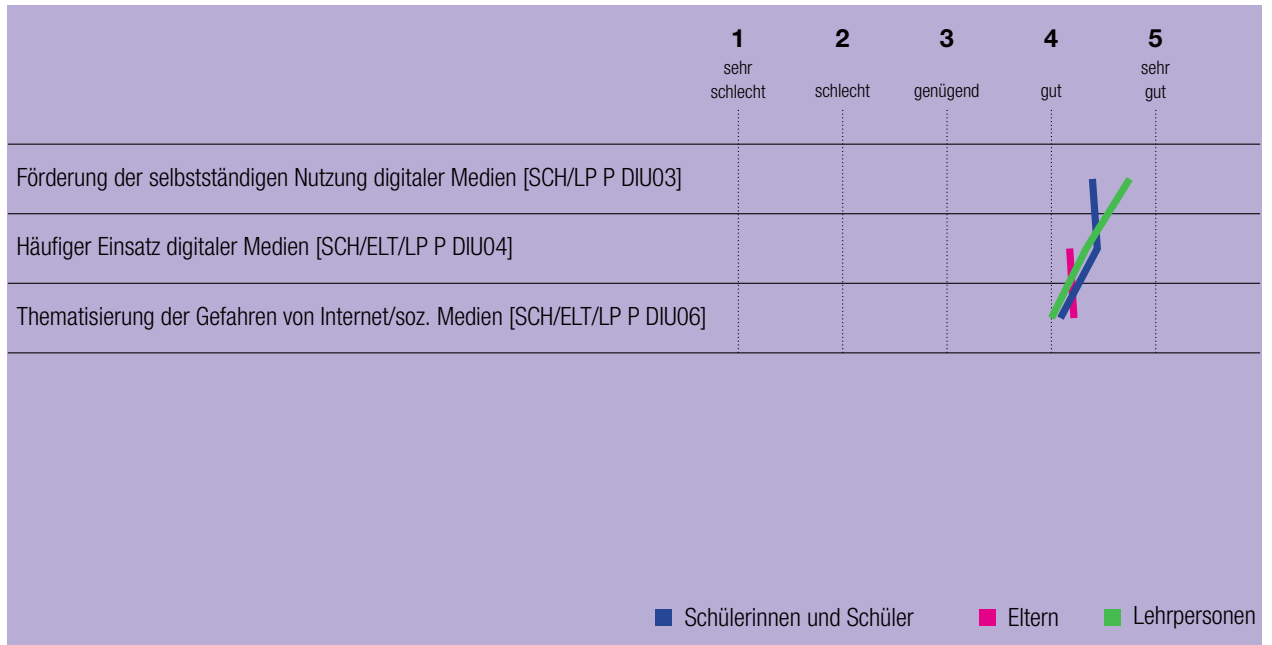 1 2 3 4 5
sehr schlecht schlecht genügend gut sehr gut
Förderung der selbstständigen Nutzung digitaler Medien [SCH/LP P DIU03]
Häufiger Einsatz digitaler Medien [SCH/ELT/LP P DIU04]
Thematisierung der Gefahren von Internet/soz. Medien [SCH/ELT/LP P DIU06]
Schülerinnen und Schüler Eltern Lehrpersonen